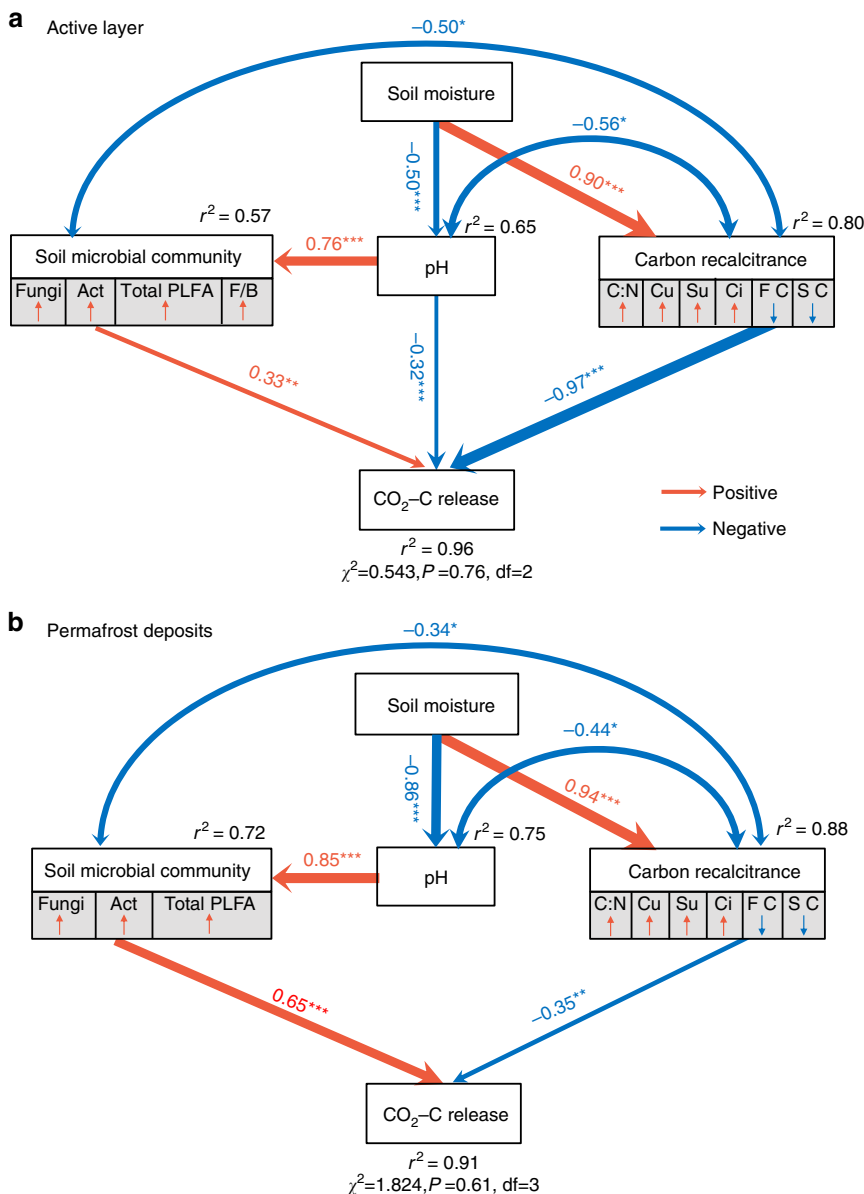 a Active layer
−0.50*
Soil moisture
−0.56*
−0.50***
0.90***
r² = 0.57
r² = 0.65
r² = 0.80
Soil microbial community
0.76***
pH
Carbon recalcitrance
Fungi Act Total PLFA F/B
C:N Cu Su Ci F C S C
−0.32***
0.33**
−0.97***
CO₂–C release
Positive
Negative
r² = 0.96
χ²=0.543,P=0.76, df=2
b Permafrost deposits
−0.34*
Soil moisture
−0.44*
−0.86***
0.94***
r² = 0.72
r² = 0.75
r² = 0.88
Soil microbial community
0.85***
pH
Carbon recalcitrance
Fungi Act Total PLFA
C:N Cu Su Ci F C S C
0.65***
−0.35**
CO₂–C release
r² = 0.91
χ²=1.824,P=0.61, df=3